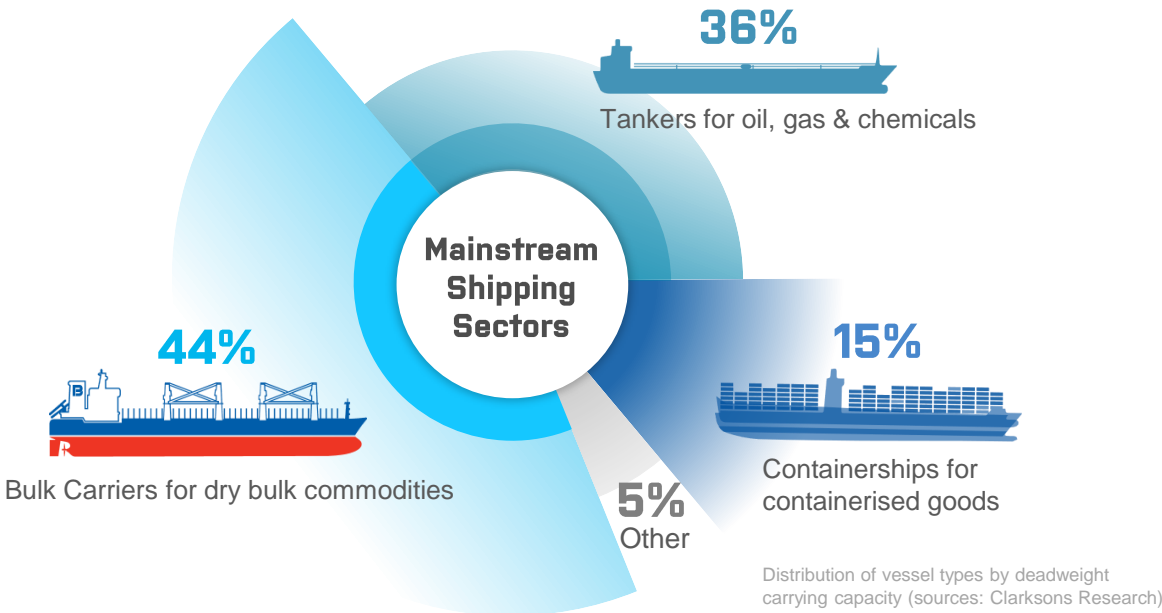 36%
Tankers for oil, gas & chemicals
Mainstream
Shipping
Sectors
44%
B
Bulk Carriers for dry bulk commodities
15%
Containerships for
containerised goods
5%
Other
Distribution of vessel types by deadweight
carrying capacity (sources: Clarksons Research)